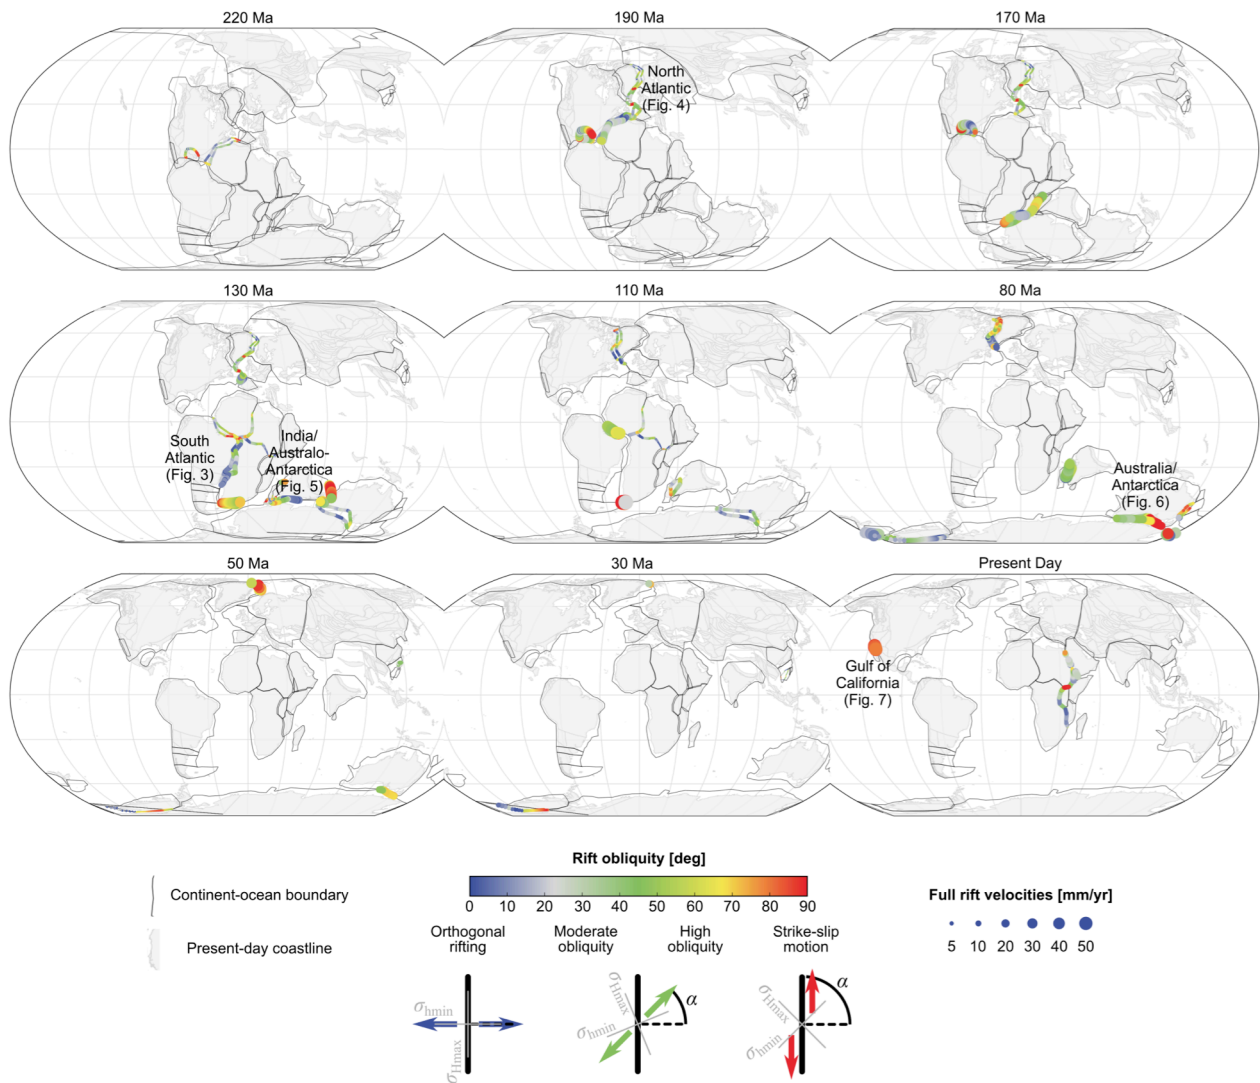 220 Ma
190 Ma
170 Ma
North
Atlantic
(Fig. 4)
130 Ma
110 Ma
80 Ma
South
Atlantic
(Fig. 3)
India/
Australo-
Antarctica
(Fig. 5)
Australia/
Antarctica
(Fig. 6)
50 Ma
30 Ma
Present Day
Gulf of
California
(Fig. 7)
Continent-ocean boundary
Present-day coastline
Rift obliquity [deg]
0 10 20 30 40 50 60 70 80 90
Orthogonal
rifting
Moderate
obliquity
High
obliquity
Strike-slip
motion
σhmin
σHmax
σHmax
σhmin
α
σHmax
σhmin
α
Full rift velocities [mm/yr]
5 10 20 30 40 50